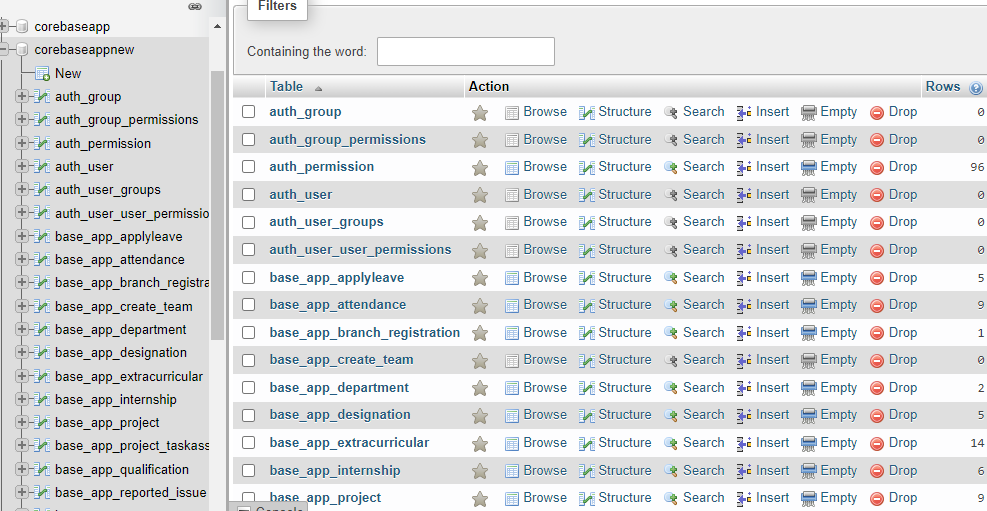 corebaseapp
corebaseappnew
New
auth_group
auth_group_permissions
auth_permission
auth_user
auth_user_groups
auth_user_user_permissio
base_app_applyleave
base_app_attendance
base_app_branch_registra
base_app_create_team
base_app_department
base_app_designation
base_app_extracurricular
base_app_internship
base_app_project
base_app_project_taskass
base_app_qualification
base_app_reported_issue
Filters
Containing the word:
Table Action Rows
auth_group Browse Structure Search Insert Empty Drop 0
auth_group_permissions Browse Structure Search Insert Empty Drop 0
auth_permission Browse Structure Search Insert Empty Drop 96
auth_user Browse Structure Search Insert Empty Drop 0
auth_user_groups Browse Structure Search Insert Empty Drop 0
auth_user_user_permissions Browse Structure Search Insert Empty Drop 0
base_app_applyleave Browse Structure Search Insert Empty Drop 5
base_app_attendance Browse Structure Search Insert Empty Drop 9
base_app_branch_registration Browse Structure Search Insert Empty Drop 1
base_app_create_team Browse Structure Search Insert Empty Drop 0
base_app_department Browse Structure Search Insert Empty Drop 2
base_app_designation Browse Structure Search Insert Empty Drop 5
base_app_extracurricular Browse Structure Search Insert Empty Drop 14
base_app_internship Browse Structure Search Insert Empty Drop 6
base_app_project Browse Structure Search Insert Empty Drop 9
Console